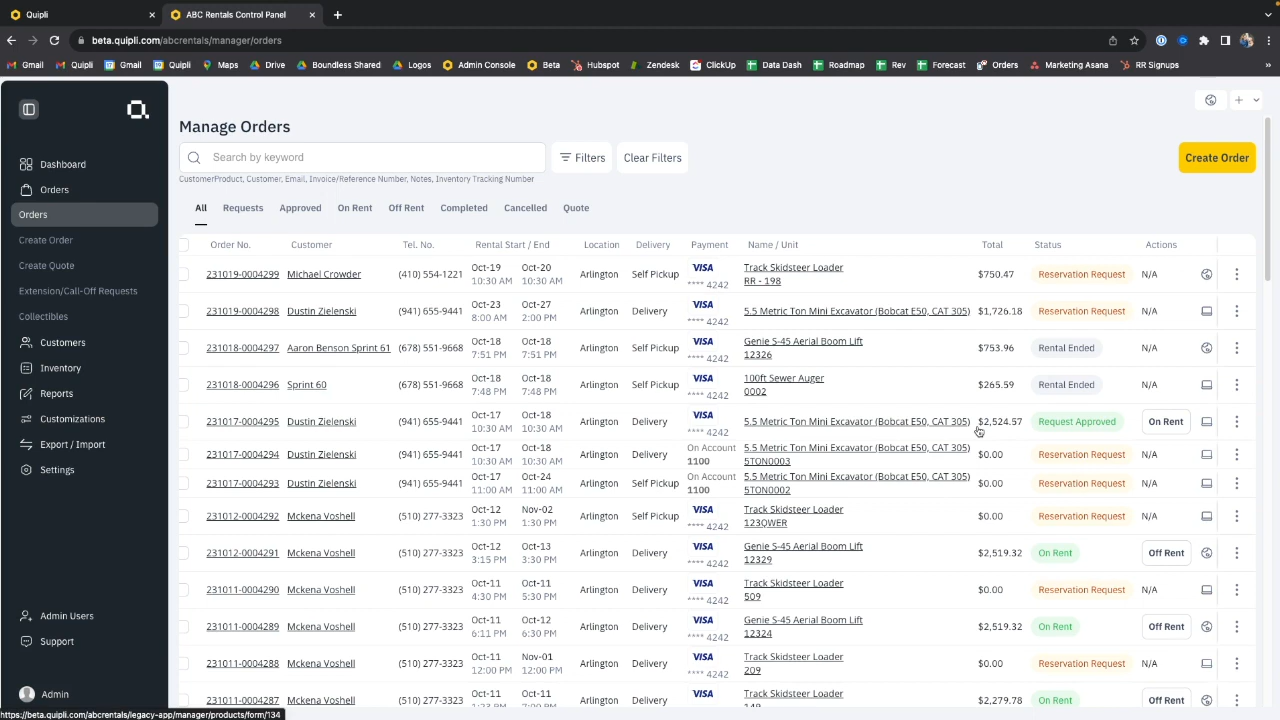 Quipli
ABC Rentals Control Panel
beta.quipli.com/abcrentals/manager/orders
Gmail Quipli Gmail Quipli Maps Drive Boundless Shared Logos Admin Console Beta Hubspot Zendesk ClickUp Data Dash Roadmap Rev Forecast Orders Marketing Asana RR Signups »
Dashboard
Orders
Orders
Create Order
Create Quote
Extension/Call-Off Requests
Collectibles
Customers
Inventory
Reports
Customizations
Export / Import
Settings
Admin Users
Support
Admin
Manage Orders
Search by keyword
Filters
Clear Filters
Create Order
CustomerProduct, Customer, Email, Invoice/Reference Number, Notes, Inventory Tracking Number
All Requests Approved On Rent Off Rent Completed Cancelled Quote
Order No. Customer Tel. No. Rental Start / End Location Delivery Payment Name / Unit Total Status Actions
231019-0004299 Michael Crowder (410) 554-1221 Oct-19 10:30 AM Oct-20 10:30 AM Arlington Self Pickup VISA **** 4242 Track Skidsteer Loader RR - 198 $750.47 Reservation Request N/A
231019-0004298 Dustin Zielenski (941) 655-9441 Oct-23 8:00 AM Oct-27 2:00 PM Arlington Delivery VISA **** 4242 5.5 Metric Ton Mini Excavator (Bobcat E50, CAT 305) $1,726.18 Reservation Request N/A
231018-0004297 Aaron Benson Sprint 61 (678) 551-9668 Oct-18 7:51 PM Oct-18 7:51 PM Arlington Self Pickup VISA **** 4242 Genie S-45 Aerial Boom Lift 12326 $753.96 Rental Ended N/A
231018-0004296 Sprint 60 (678) 551-9668 Oct-18 7:48 PM Oct-18 7:48 PM Arlington Self Pickup VISA **** 4242 100ft Sewer Auger 0002 $265.59 Rental Ended N/A
231017-0004295 Dustin Zielenski (941) 655-9441 Oct-17 10:30 AM Oct-18 10:30 AM Arlington Delivery VISA **** 4242 5.5 Metric Ton Mini Excavator (Bobcat E50, CAT 305) $2,524.57 Request Approved On Rent
231017-0004294 Dustin Zielenski (941) 655-9441 Oct-17 10:30 AM Oct-18 10:30 AM Arlington Delivery On Account 1100 5.5 Metric Ton Mini Excavator (Bobcat E50, CAT 305) 5TON0003 $0.00 Reservation Request N/A
231017-0004293 Dustin Zielenski (941) 655-9441 Oct-17 11:00 AM Oct-24 11:00 AM Arlington Self Pickup On Account 1100 5.5 Metric Ton Mini Excavator (Bobcat E50, CAT 305) 5TON0002 $0.00 Reservation Request N/A
231012-0004292 Mckena Voshell (510) 277-3323 Oct-12 1:30 PM Nov-02 1:30 PM Arlington Self Pickup VISA **** 4242 Track Skidsteer Loader 123QWER $0.00 Reservation Request N/A
231012-0004291 Mckena Voshell (510) 277-3323 Oct-12 3:15 PM Oct-13 3:30 PM Arlington Delivery VISA **** 4242 Genie S-45 Aerial Boom Lift 12329 $2,519.32 On Rent Off Rent
231011-0004290 Mckena Voshell (510) 277-3323 Oct-11 4:30 PM Oct-11 5:30 PM Arlington Delivery VISA **** 4242 Track Skidsteer Loader 509 $0.00 Reservation Request N/A
231011-0004289 Mckena Voshell (510) 277-3323 Oct-11 6:11 PM Oct-12 6:30 PM Arlington Delivery VISA **** 4242 Genie S-45 Aerial Boom Lift 12324 $2,519.32 On Rent Off Rent
231011-0004288 Mckena Voshell (510) 277-3323 Oct-11 12:00 PM Nov-01 12:00 PM Arlington Delivery VISA **** 4242 Track Skidsteer Loader 209 $0.00 Reservation Request N/A
231011-0004287 Mckena Voshell (510) 277-3323 Oct-11 Oct-11 Arlington Delivery VISA Track Skidsteer Loader $2,279.78 On Rent Off Rent
https://beta.quipli.com/abcrentals/legacy-app/manager/products/form/134